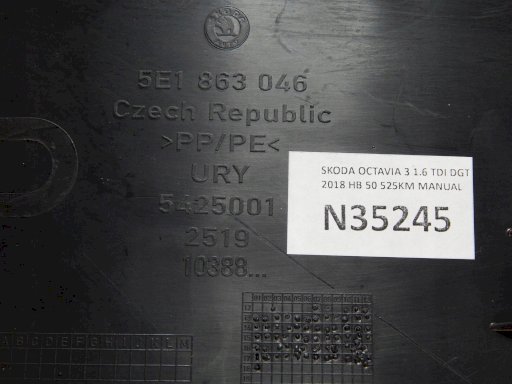 5E1 863 046
Czech Republic
>PP/PE<
URY
5425001
2519
10388...
SKODA OCTAVIA 3 1.6 TDI DGT
2018 HB 50 525KM MANUAL
N35245
A B C D E F G H I J K L M